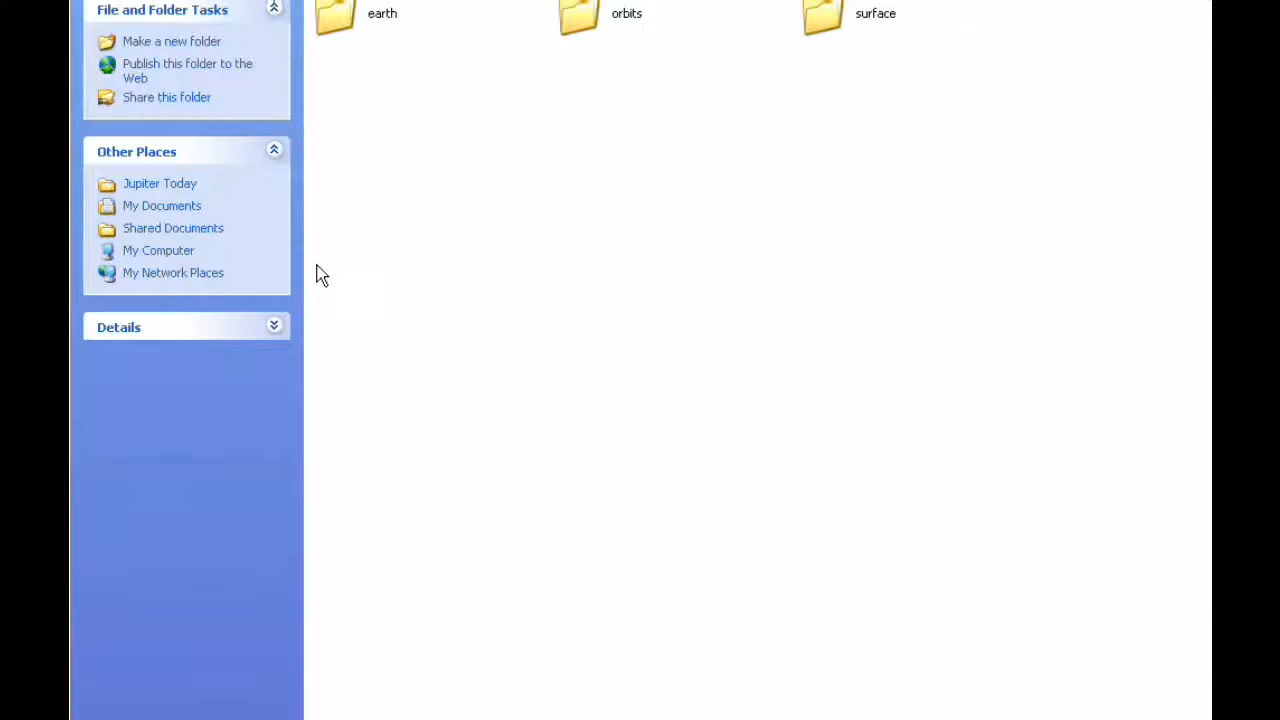 File and Folder Tasks
earth
orbits
surface
Make a new folder
Publish this folder to the
Web
Share this folder
Other Places
Jupiter Today
My Documents
Shared Documents
My Computer
My Network Places
Details